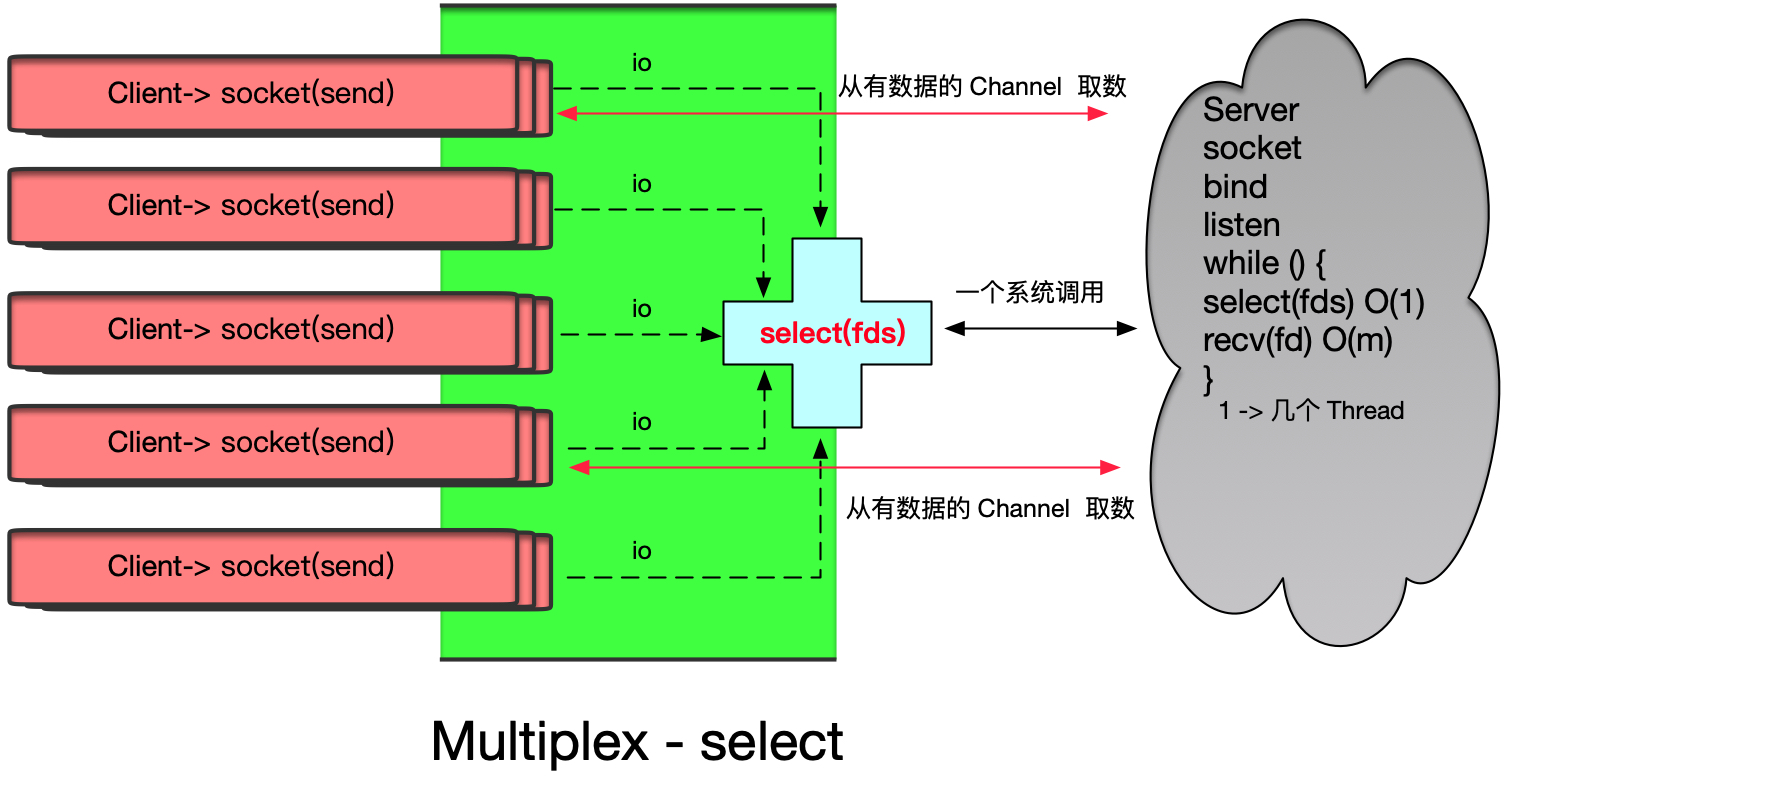 Client-> socket(send)
io
从有数据的 Channel 取数
Client-> socket(send)
io
Client-> socket(send)
io
select(fds)
一个系统调用
Client-> socket(send)
io
从有数据的 Channel 取数
Client-> socket(send)
io
Server
socket
bind
listen
while () {
select(fds) O(1)
recv(fd) O(m)
}
1 -> 几个 Thread
Multiplex - select